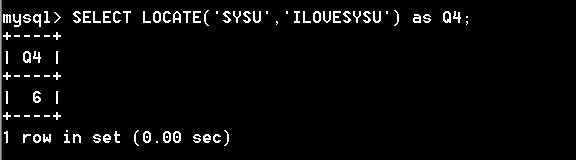 mysql> SELECT LOCATE('SYSU','ILOVESYSU') as Q4;
+----+
| Q4 |
+----+
|  6 |
+----+
1 row in set (0.00 sec)